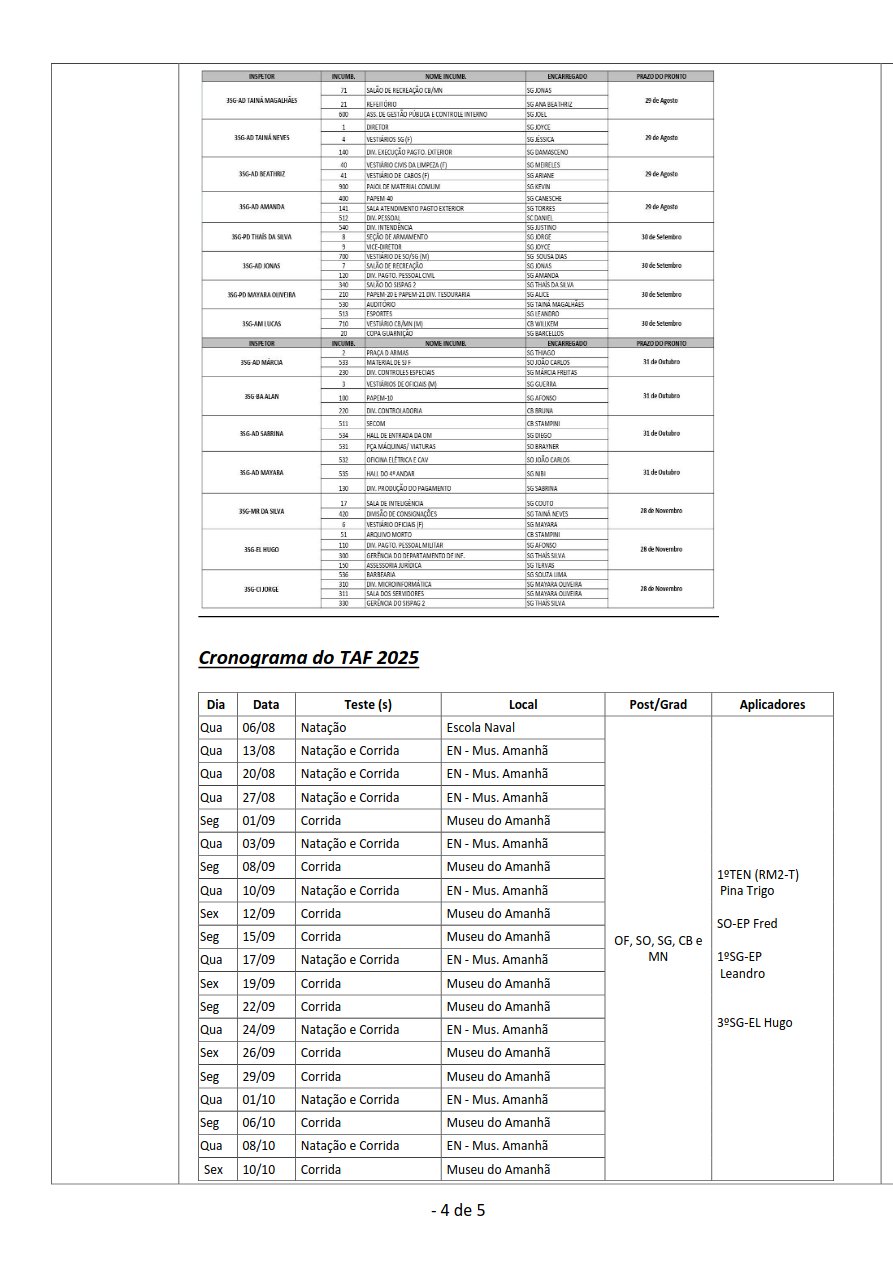 INSPETOR INCUMB. NOME INCUMB. ENCARREGADO PRAZO DO PRONTO
3SG-AD TAINÁ MAGALHÃES 29 de Agosto
71 SALÃO DE RECREAÇÃO CB/MN SG JONAS
21 REFEITÓRIO SG ANA BEATHRIZ
600 ASS. DE GESTÃO PÚBLICA E CONTROLE INTERNO SG JOEL
3SG-AD TAINÁ NEVES 29 de Agosto
1 DIRETOR SG JOYCE
4 VESTIÁRIOS SG (F) SG JÉSSICA
140 DIV. EXECUÇÃO PAGTO. EXTERIOR SG DAMASCENO
3SG-AD BEATHRIZ 29 de Agosto
40 VESTIÁRIO CIVIS DA LIMPEZA (F) SG MEIRELES
41 VESTIÁRIO DE CABOS (F) SG ARIANE
900 PAIOL DE MATERIAL COMUM SG KEVIN
3SG-AD AMANDA 29 de Agosto
400 PAPEM-40 SG CANESCHE
141 SALA ATENDIMENTO PAGTO EXTERIOR SG TORRES
512 DIV. PESSOAL SC DANIEL
3SG-PD THAÍS DA SILVA 30 de Setembro
540 DIV. INTENDÊNCIA SG JUSTINO
8 SEÇÃO DE ARMAMENTO SG JORGE
9 VICE-DIRETOR SG JOYCE
3SG-AD JONAS 30 de Setembro
700 VESTIÁRIO DE SO/SG (M) SG SOUSA DIAS
7 SALÃO DE RECREAÇÃO SG JONAS
120 DIV. PAGTO. PESSOAL CIVIL SG AMANDA
3SG-PD MAYARA OLIVEIRA 30 de Setembro
340 SALÃO DO SISPAG 2 SG THAÍS DA SILVA
210 PAPEM-20 E PAPEM-21 DIV. TESOURARIA SG ALICE
530 AUDITÓRIO SG TAINÁ MAGALHÃES
3SG-AM LUCAS 30 de Setembro
513 ESPORTES SG LEANDRO
710 VESTIÁRIO CB/MN (M) CB WILLKEM
20 COPA GUARNIÇÃO SG BARCELLOS
INSPETOR INCUMB. NOME INCUMB. ENCARREGADO PRAZO DO PRONTO
3SG-AD MÁRCIA 31 de Outubro
2 PRAÇA D ARMAS SG THIAGO
533 MATERIAL DE SJ F SO JOÃO CARLOS
230 DIV. CONTROLES ESPECIAIS SG MÁRCIA FREITAS
3SG-BA ALAN 31 de Outubro
3 VESTIÁRIOS DE OFICIAIS (M) SG GUERRA
100 PAPEM-10 SG AFONSO
220 DIV. CONTROLADORIA CB BRUNA
3SG-AD SABRINA 31 de Outubro
511 SECOM CB STAMPINI
534 HALL DE ENTRADA DA OM SG DIEGO
531 PÇA MÁQUINAS/ VIATURAS SO BRAYNER
3SG-AD MAYARA 31 de Outubro
532 OFICINA ELÉTRICA E CAV SO JOÃO CARLOS
535 HALL DO 4º ANDAR SG NIBI
130 DIV. PRODUÇÃO DO PAGAMENTO SG SABRINA
3SG-MR DA SILVA 28 de Novembro
17 SALA DE INTELIGÊNCIA SG COUTO
420 DIVISÃO DE CONSIGNAÇÕES SG TAINÁ NEVES
6 VESTIÁRIO OFICIAIS (F) SG MAYARA
3SG-EL HUGO 28 de Novembro
51 ARQUIVO MORTO CB STAMPINI
110 DIV. PAGTO. PESSOAL MILITAR SG AFONSO
300 GERÊNCIA DO DEPARTAMENTO DE INF. SG THAÍS SILVA
150 ASSESSORIA JURÍDICA SG TERVAS
3SG-CI JORGE 28 de Novembro
536 BARBEARIA SG SOUZA LIMA
310 DIV. MICROINFORMÁTICA SG MAYARA OLIVEIRA
311 SALA DOS SERVIDORES SG MAYARA OLIVEIRA
330 GERÊNCIA DO SISPAG 2 SG THAÍS SILVA
Cronograma do TAF 2025
Dia Data Teste (s) Local Post/Grad Aplicadores
Qua 06/08 Natação Escola Naval
Qua 13/08 Natação e Corrida EN - Mus. Amanhã
Qua 20/08 Natação e Corrida EN - Mus. Amanhã
Qua 27/08 Natação e Corrida EN - Mus. Amanhã
Seg 01/09 Corrida Museu do Amanhã
Qua 03/09 Natação e Corrida EN - Mus. Amanhã
Seg 08/09 Corrida Museu do Amanhã
Qua 10/09 Natação e Corrida EN - Mus. Amanhã
Sex 12/09 Corrida Museu do Amanhã
Seg 15/09 Corrida Museu do Amanhã
Qua 17/09 Natação e Corrida EN - Mus. Amanhã
Sex 19/09 Corrida Museu do Amanhã
Seg 22/09 Corrida Museu do Amanhã
Qua 24/09 Natação e Corrida EN - Mus. Amanhã
Sex 26/09 Corrida Museu do Amanhã
Seg 29/09 Corrida Museu do Amanhã
Qua 01/10 Natação e Corrida EN - Mus. Amanhã
Seg 06/10 Corrida Museu do Amanhã
Qua 08/10 Natação e Corrida EN - Mus. Amanhã
Sex 10/10 Corrida Museu do Amanhã
OF, SO, SG, CB e
MN
1ºTEN (RM2-T)
Pina Trigo
SO-EP Fred
1ºSG-EP
Leandro
3ºSG-EL Hugo
- 4 de 5